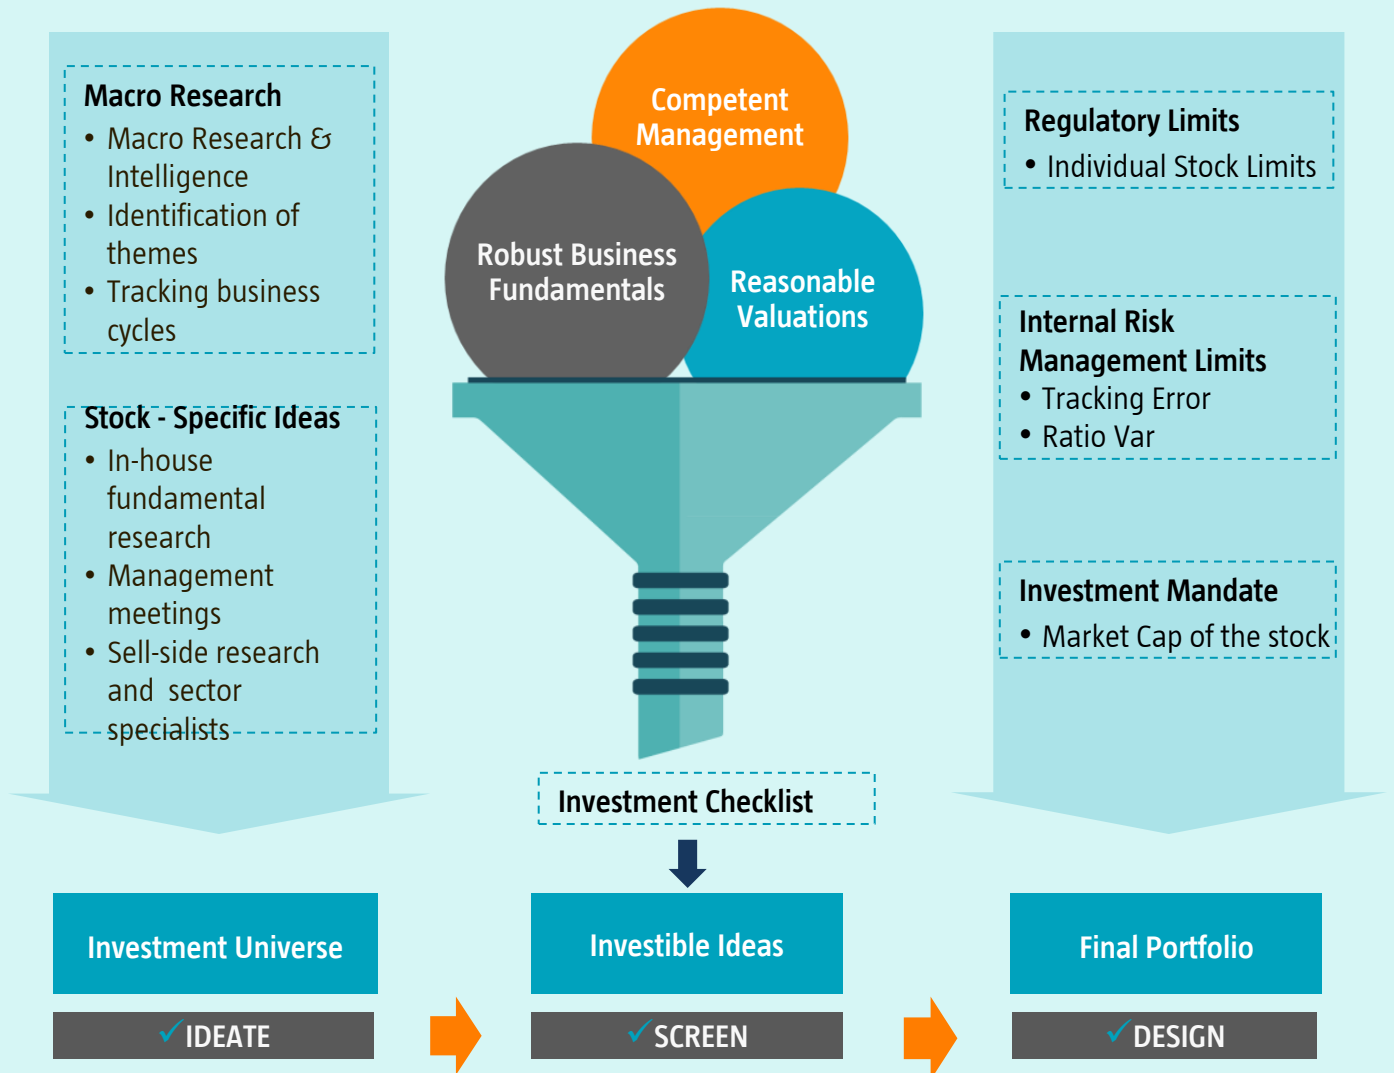 Macro Research
• Macro Research &
Intelligence
• Identification of
themes
• Tracking business
cycles
Stock - Specific Ideas
• In-house
fundamental
research
• Management
meetings
• Sell-side research
and sector
specialists
Competent
Management
Robust Business
Fundamentals
Reasonable
Valuations
Investment Checklist
Regulatory Limits
• Individual Stock Limits
Internal Risk
Management Limits
• Tracking Error
• Ratio Var
Investment Mandate
• Market Cap of the stock
Investment Universe
Investible Ideas
Final Portfolio
✓IDEATE
✓SCREEN
✓DESIGN